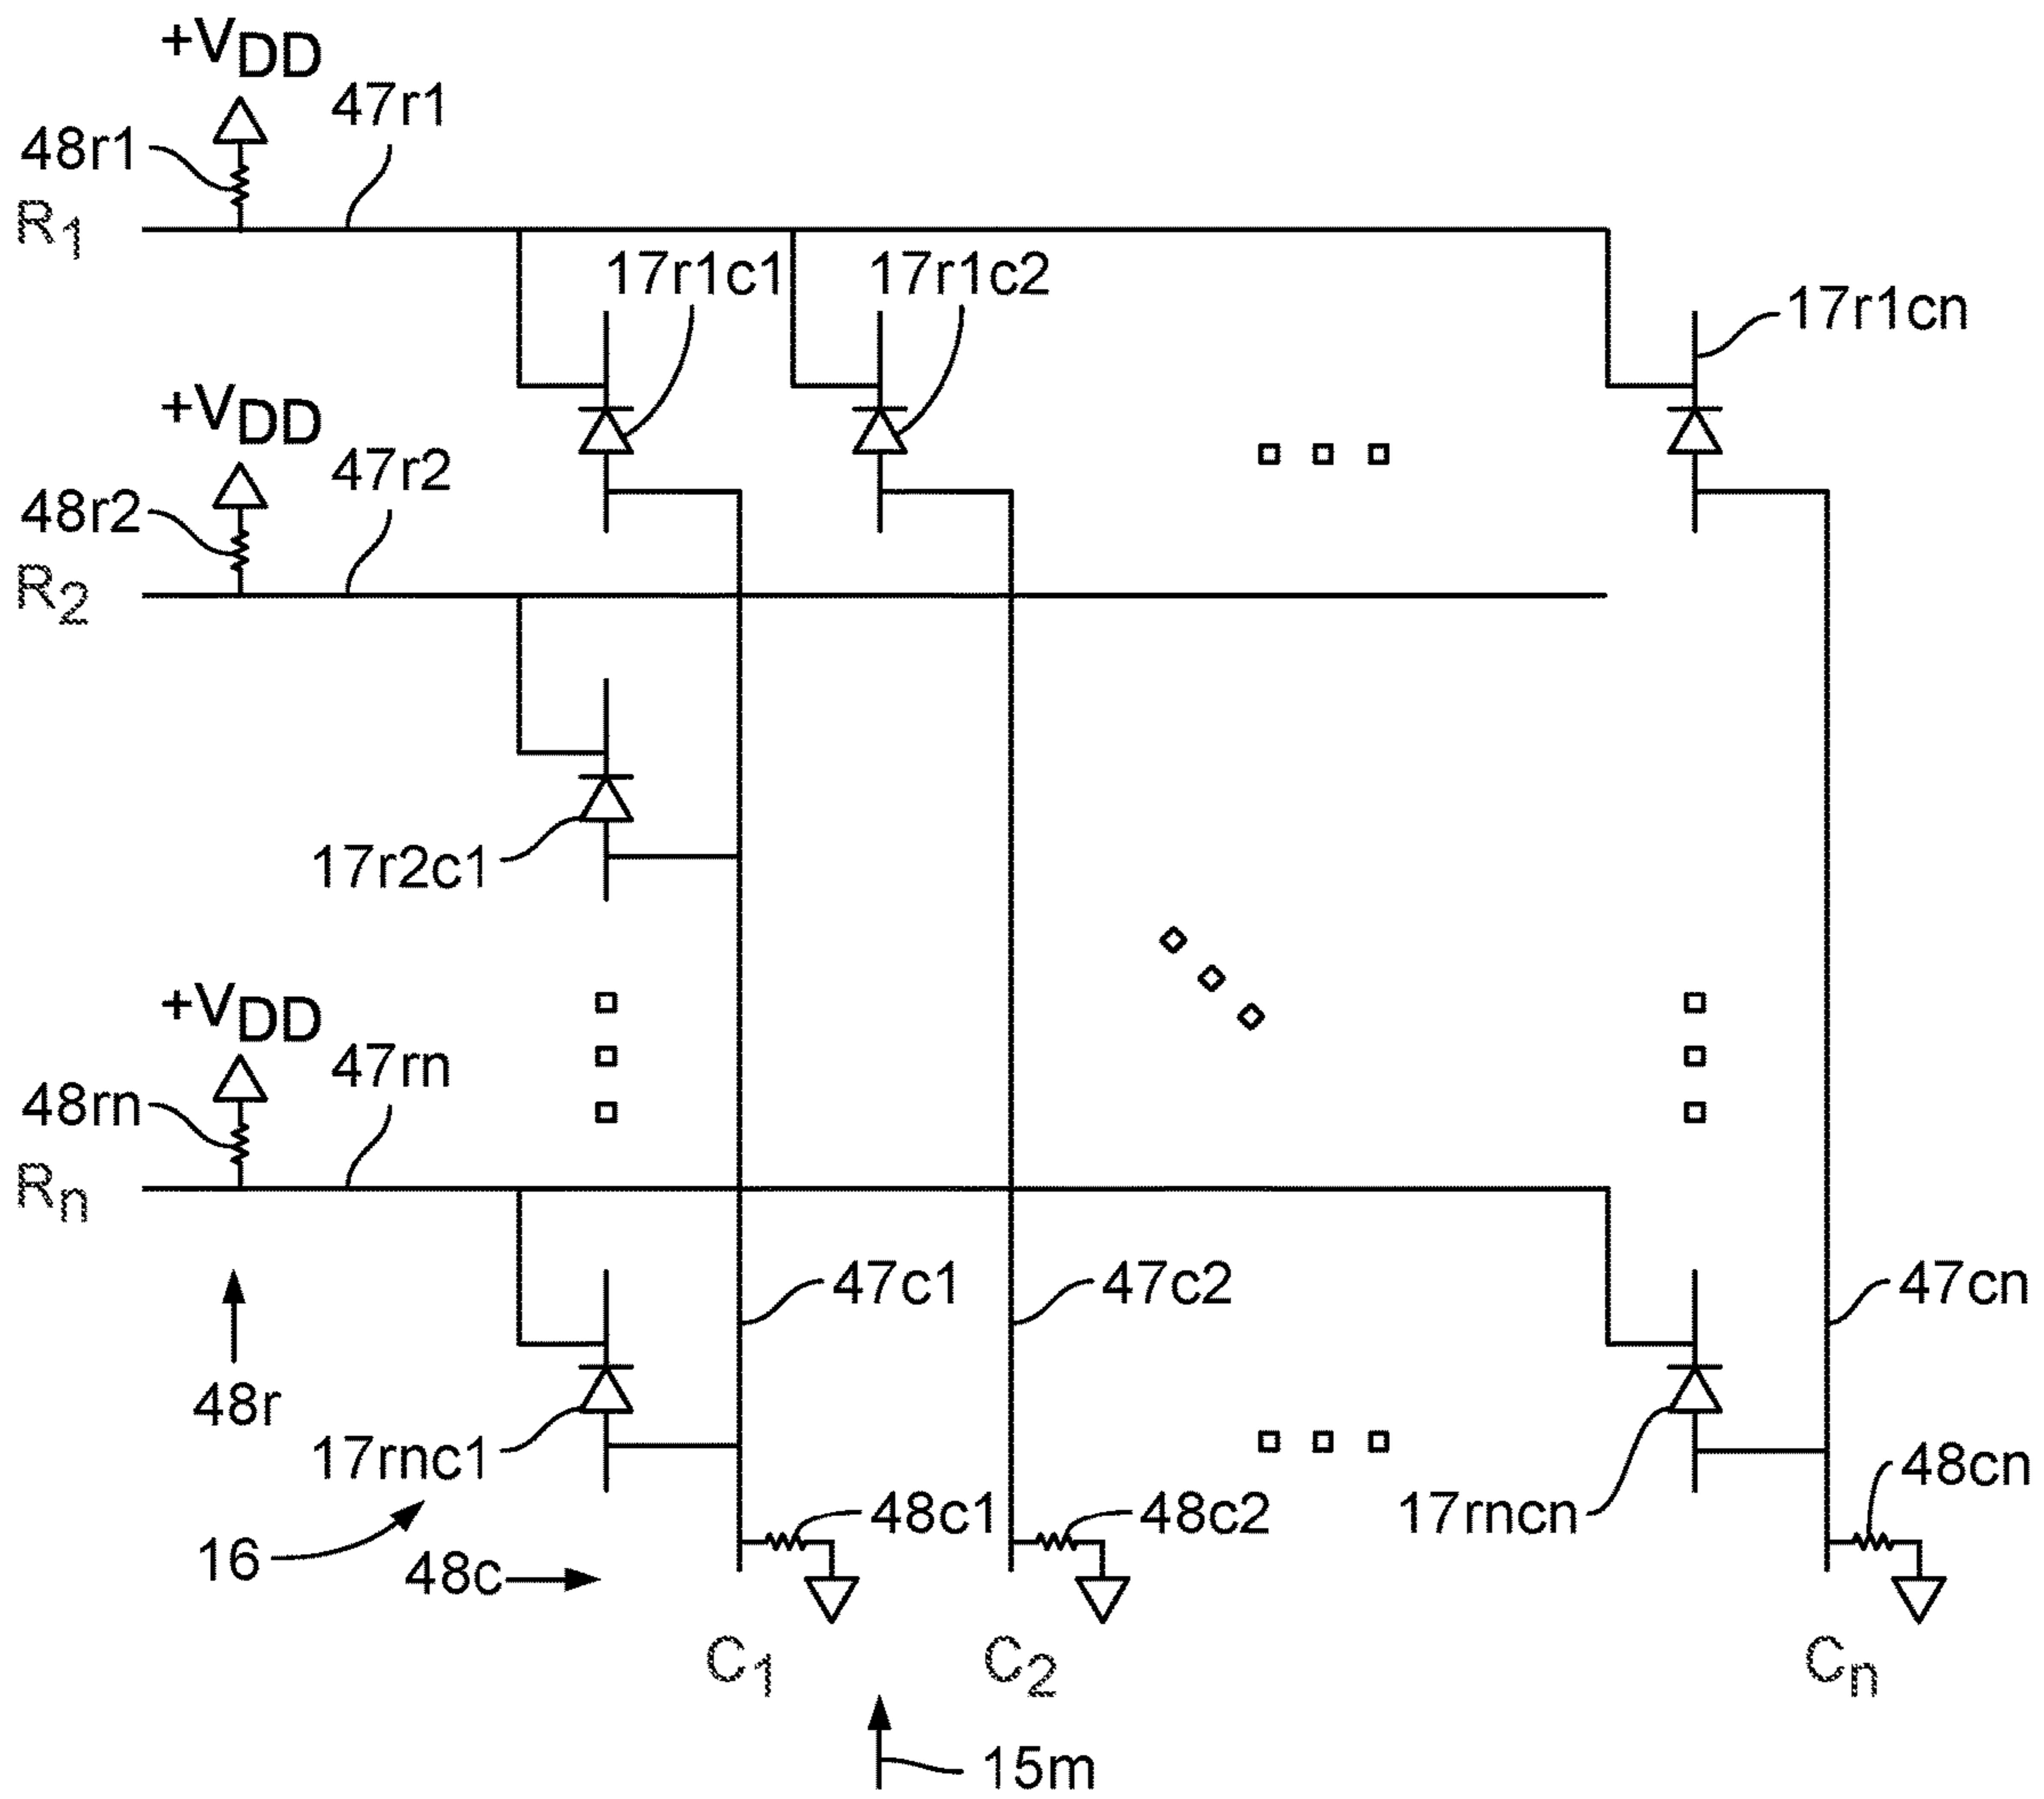 +VDD
47r1
48r1
R1
17r1c1
17r1c2
17r1cn
+VDD
47r2
48r2
R2
17r2c1
+VDD
47rn
48rn
Rn
47c1
47c2
47cn
48r
17rnc1
48cn
48c1
48c2
17rncn
16
48c
C1
C2
Cn
15m